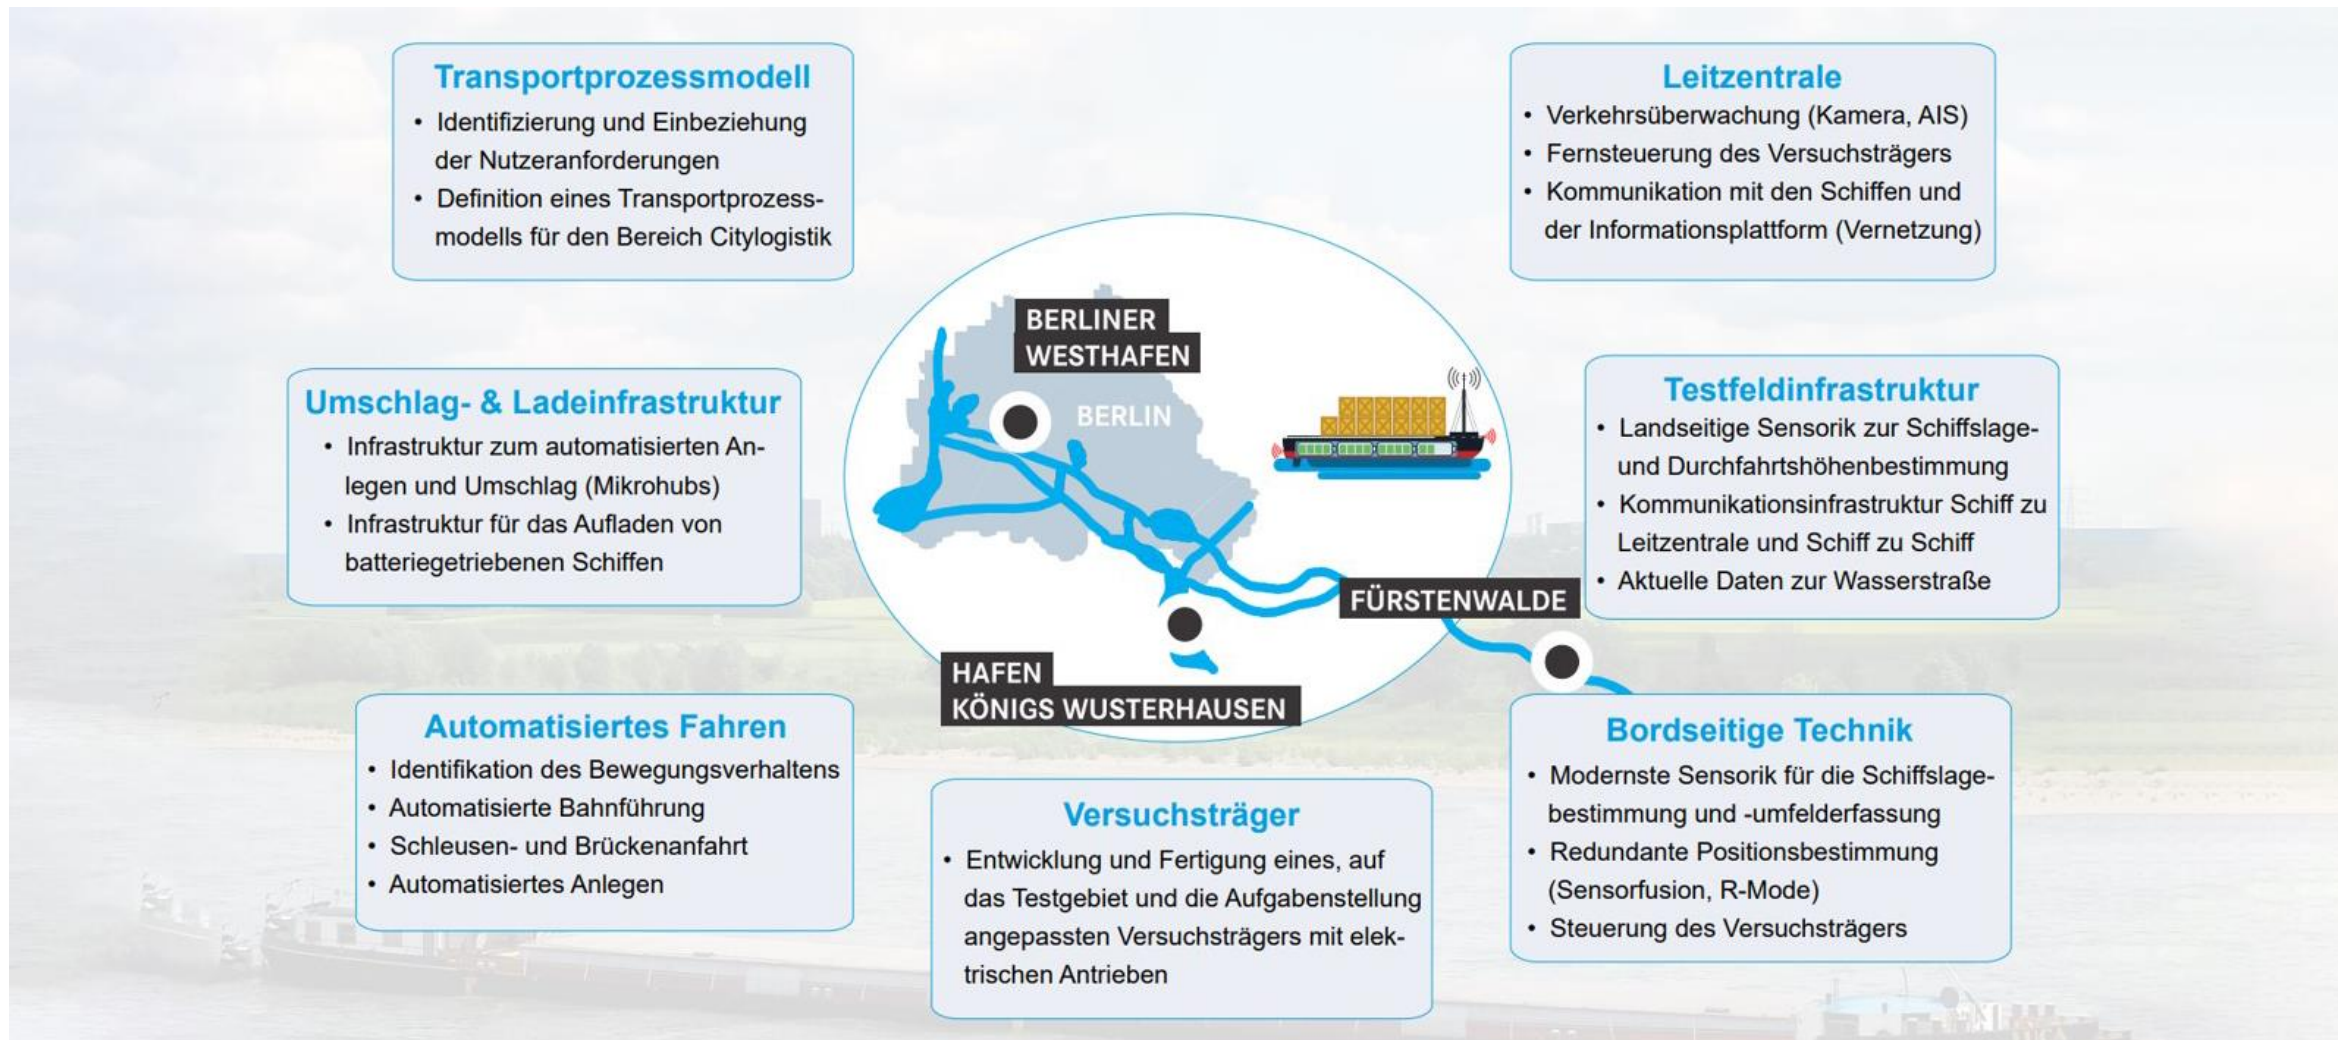 Transportprozessmodell
• Identifizierung und Einbeziehung
der Nutzeranforderungen
• Definition eines Transportprozess-
modells für den Bereich Citylogistik
Leitzentrale
• Verkehrsüberwachung (Kamera, AIS)
• Fernsteuerung des Versuchsträgers
• Kommunikation mit den Schiffen und
der Informationsplattform (Vernetzung)
Umschlag- & Ladeinfrastruktur
• Infrastruktur zum automatisierten An-
legen und Umschlag (Mikrohubs)
• Infrastruktur für das Aufladen von
batteriegetriebenen Schiffen
BERLINER
WESTHAFEN
BERLIN
FÜRSTENWALDE
HAFEN
KÖNIGS WUSTERHAUSEN
Testfeldinfrastruktur
• Landseitige Sensorik zur Schiffslage-
und Durchfahrtshöhenbestimmung
• Kommunikationsinfrastruktur Schiff zu
Leitzentrale und Schiff zu Schiff
• Aktuelle Daten zur Wasserstraße
Automatisiertes Fahren
• Identifikation des Bewegungsverhaltens
• Automatisierte Bahnführung
• Schleusen- und Brückenanfahrt
• Automatisiertes Anlegen
Versuchsträger
• Entwicklung und Fertigung eines, auf
das Testgebiet und die Aufgabenstellung
angepassten Versuchsträgers mit elek-
trischen Antrieben
Bordseitige Technik
• Modernste Sensorik für die Schiffslage-
bestimmung und -umfelderfassung
• Redundante Positionsbestimmung
(Sensorfusion, R-Mode)
• Steuerung des Versuchsträgers